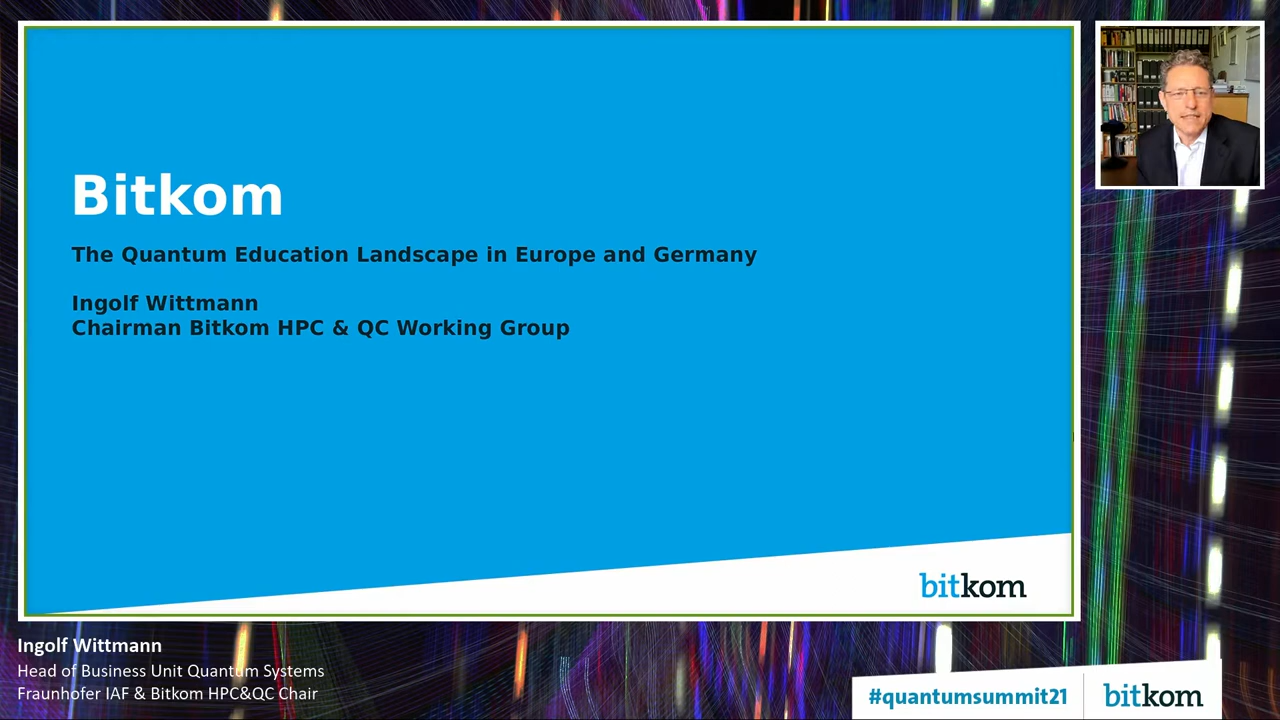 Bitkom
The Quantum Education Landscape in Europe and Germany
Ingolf Wittmann
Chairman Bitkom HPC & QC Working Group
bitkom
Ingolf Wittmann
Head of Business Unit Quantum Systems
Fraunhofer IAF & Bitkom HPC&QC Chair
#quantumsummit21
bitkom